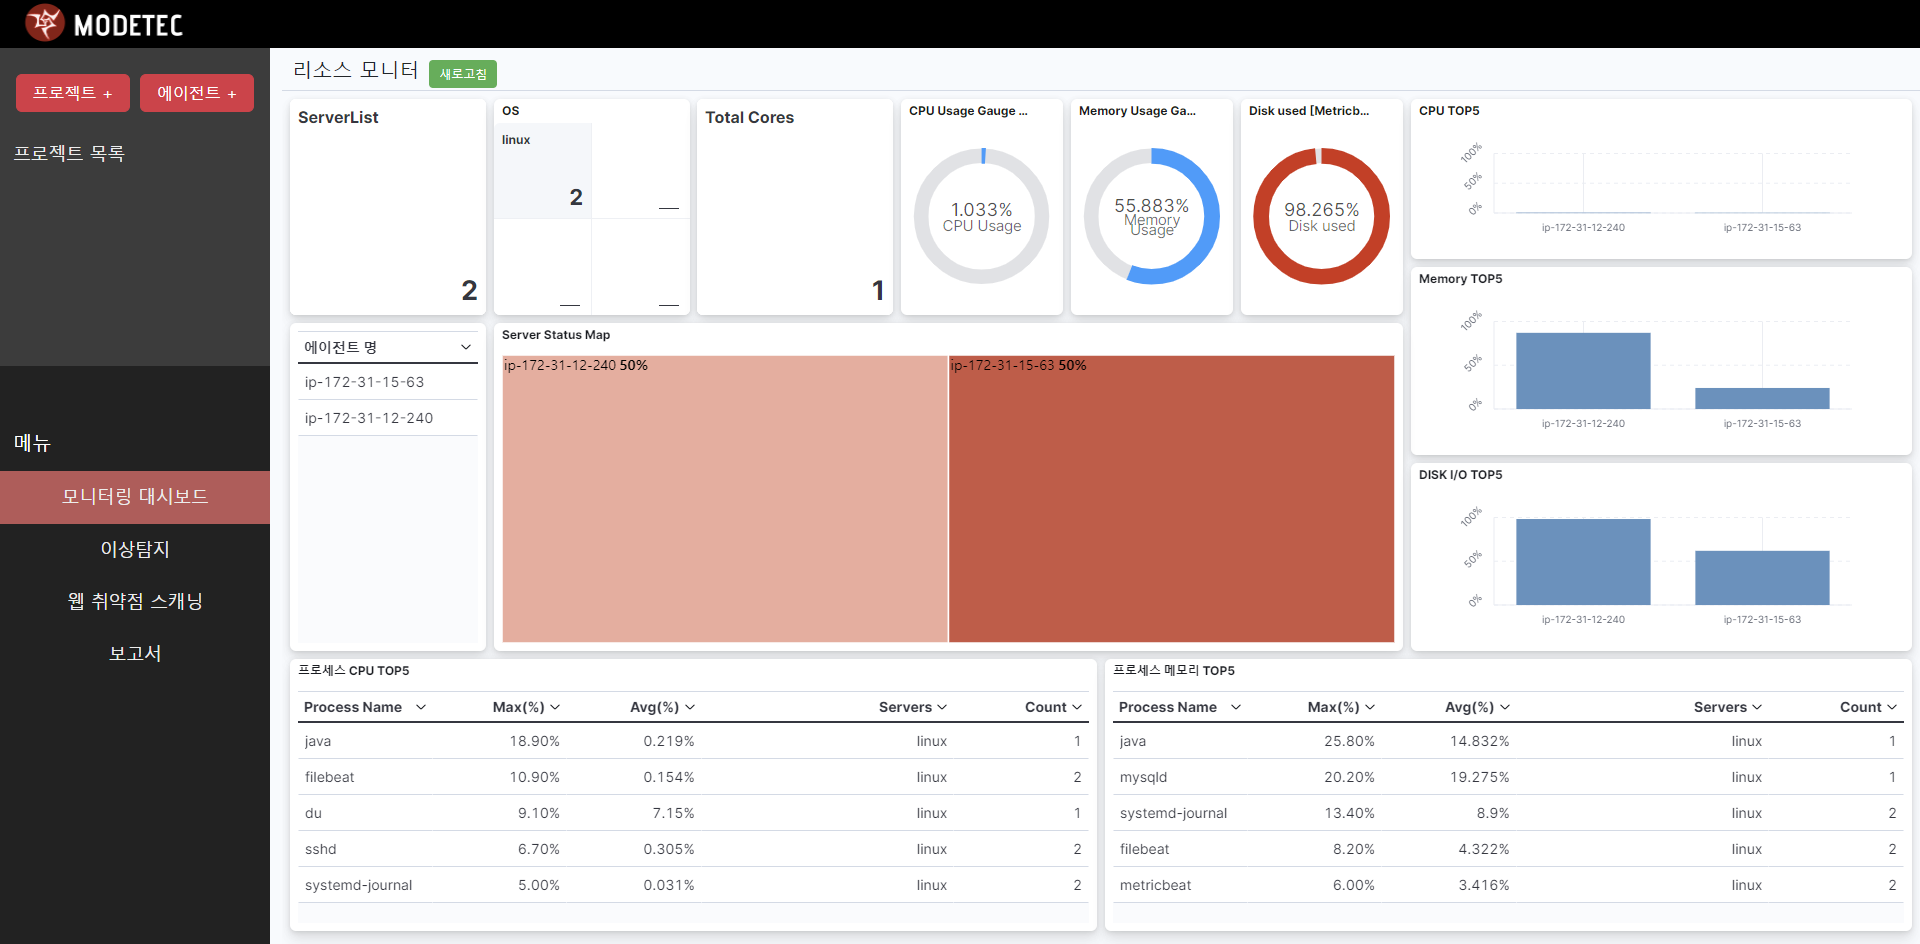 MODETEC
프로젝트 +
에이전트 +
프로젝트 목록
메뉴
모니터링 대시보드
이상탐지
웹 취약점 스캐닝
보고서
리소스 모니터
새로고침
ServerList
2
OS
linux
2
Total Cores
1
CPU Usage Gauge ...
1.033%
CPU Usage
Memory Usage Ga...
55.883%
Memory
Usage
Disk used [Metricb...
98.265%
Disk used
CPU TOP5
100%
50%
0%
ip-172-31-12-240
ip-172-31-15-63
Memory TOP5
100%
50%
0%
ip-172-31-12-240
ip-172-31-15-63
DISK I/O TOP5
100%
50%
0%
ip-172-31-12-240
ip-172-31-15-63
에이전트 명
ip-172-31-15-63
ip-172-31-12-240
Server Status Map
ip-172-31-12-240 50%
ip-172-31-15-63 50%
프로세스 CPU TOP5
Process Name Max(%) Avg(%) Servers Count
java 18.90% 0.219% linux 1
filebeat 10.90% 0.154% linux 2
du 9.10% 7.15% linux 1
sshd 6.70% 0.305% linux 2
systemd-journal 5.00% 0.031% linux 2
프로세스 메모리 TOP5
Process Name Max(%) Avg(%) Servers Count
java 25.80% 14.832% linux 1
mysqld 20.20% 19.275% linux 1
systemd-journal 13.40% 8.9% linux 2
filebeat 8.20% 4.322% linux 2
metricbeat 6.00% 3.416% linux 2